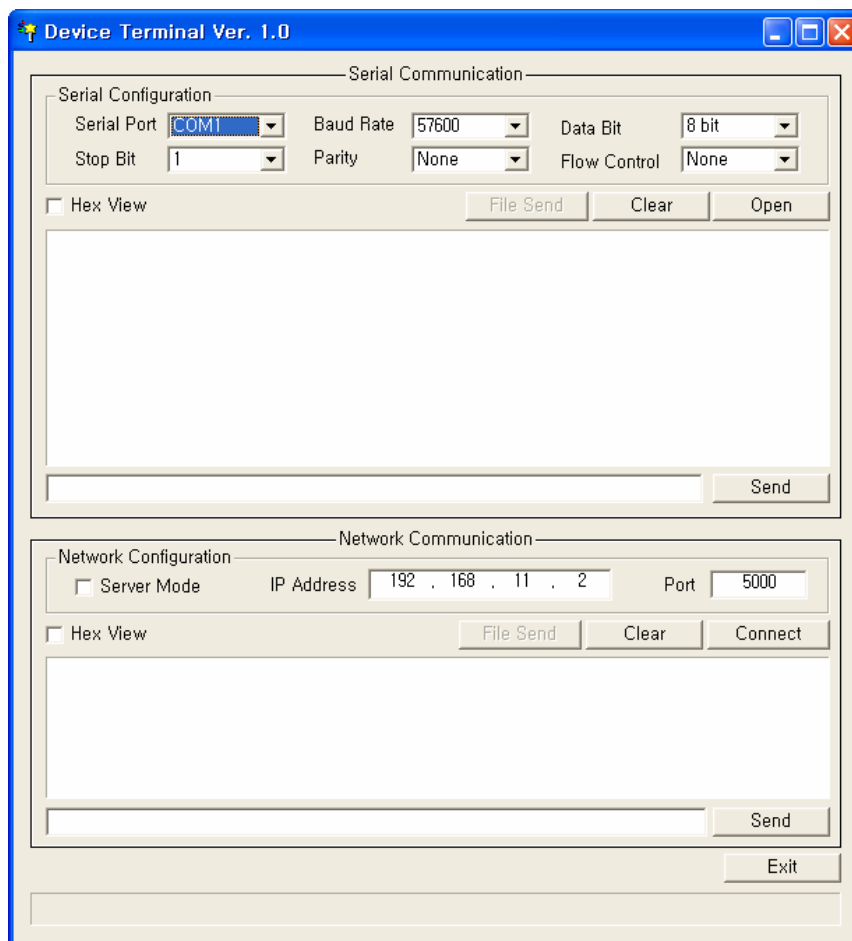 Device Terminal Ver. 1.0
Serial Communication
Serial Configuration
Serial Port COM1 Baud Rate 57600 Data Bit 8 bit
Stop Bit 1 Parity None Flow Control None
Hex View File Send Clear Open
Send
Network Communication
Network Configuration
Server Mode IP Address 192 . 168 . 11 . 2 Port 5000
Hex View File Send Clear Connect
Send
Exit